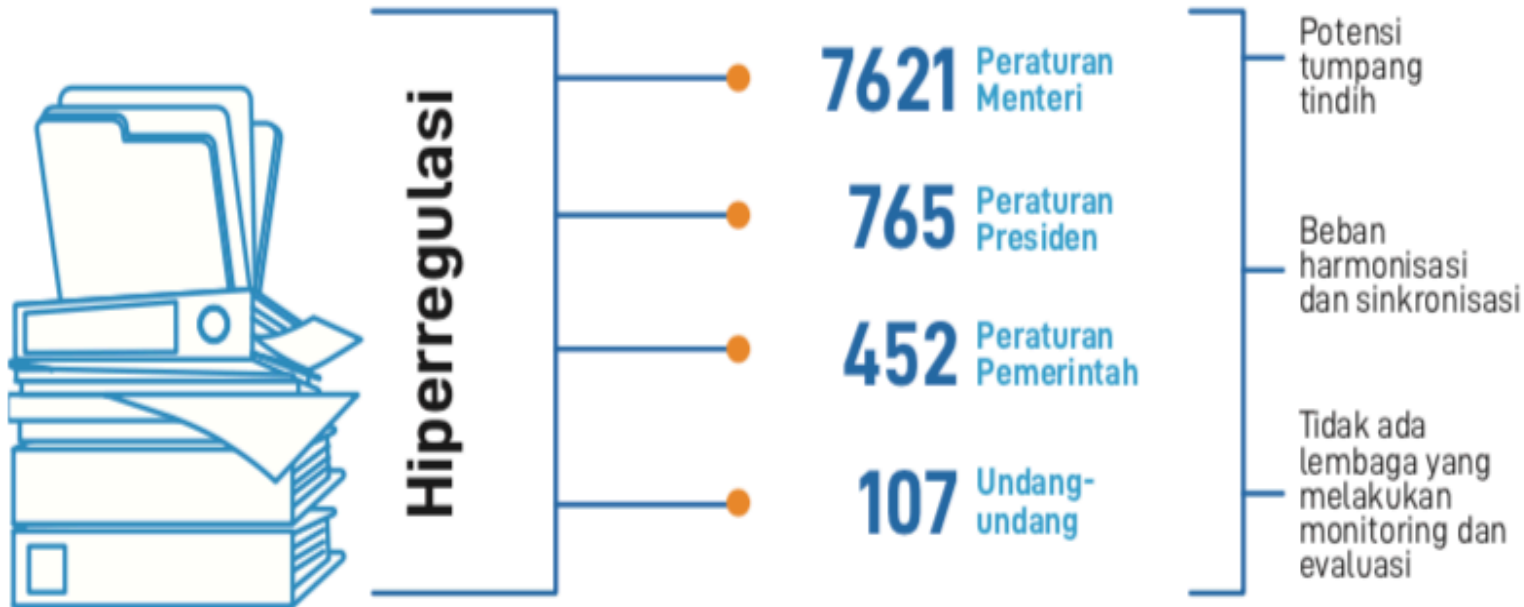 Hiperregulasi
7621 Peraturan
Menteri
765 Peraturan
Presiden
452 Peraturan
Pemerintah
107 Undang-
undang
Potensi
tumpang
tindih
Beban
harmonisasi
dan sinkronisasi
Tidak ada
lembaga yang
melakukan
monitoring dan
evaluasi